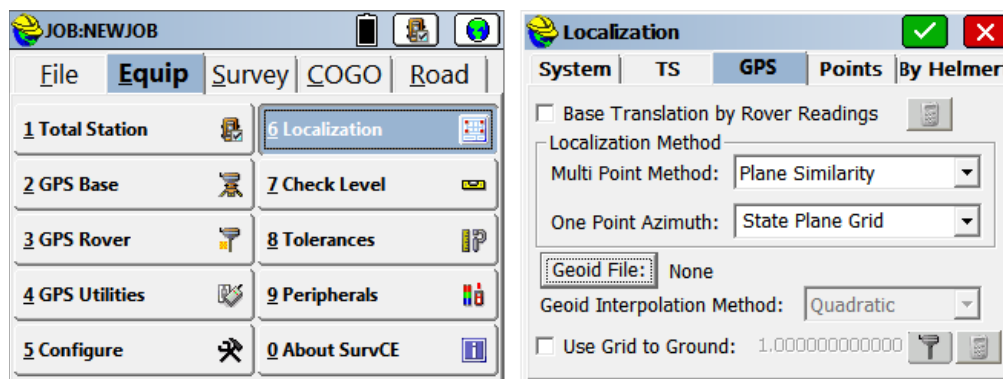 JOB:NEWJOB
File Equip Survey COGO Road
1 Total Station
6 Localization
2 GPS Base
7 Check Level
3 GPS Rover
8 Tolerances
4 GPS Utilities
9 Peripherals
5 Configure
0 About SurvCE
Localization
System TS GPS Points By Helmer
Base Translation by Rover Readings
Localization Method
Multi Point Method: Plane Similarity
One Point Azimuth: State Plane Grid
Geoid File: None
Geoid Interpolation Method: Quadratic
Use Grid to Ground: 1.000000000000